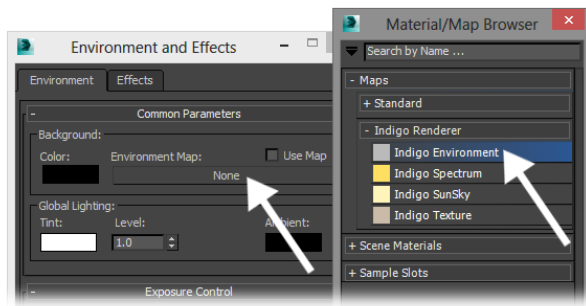 Environment and Effects
Environment Effects
- Common Parameters
Background:
Color: Environment Map: Use Map
None
Global Lighting:
Tint: Level: Ambient:
1.0
- Exposure Control
Material/Map Browser
Search by Name ...
- Maps
+ Standard
- Indigo Renderer
Indigo Environment
Indigo Spectrum
Indigo SunSky
Indigo Texture
+ Scene Materials
+ Sample Slots